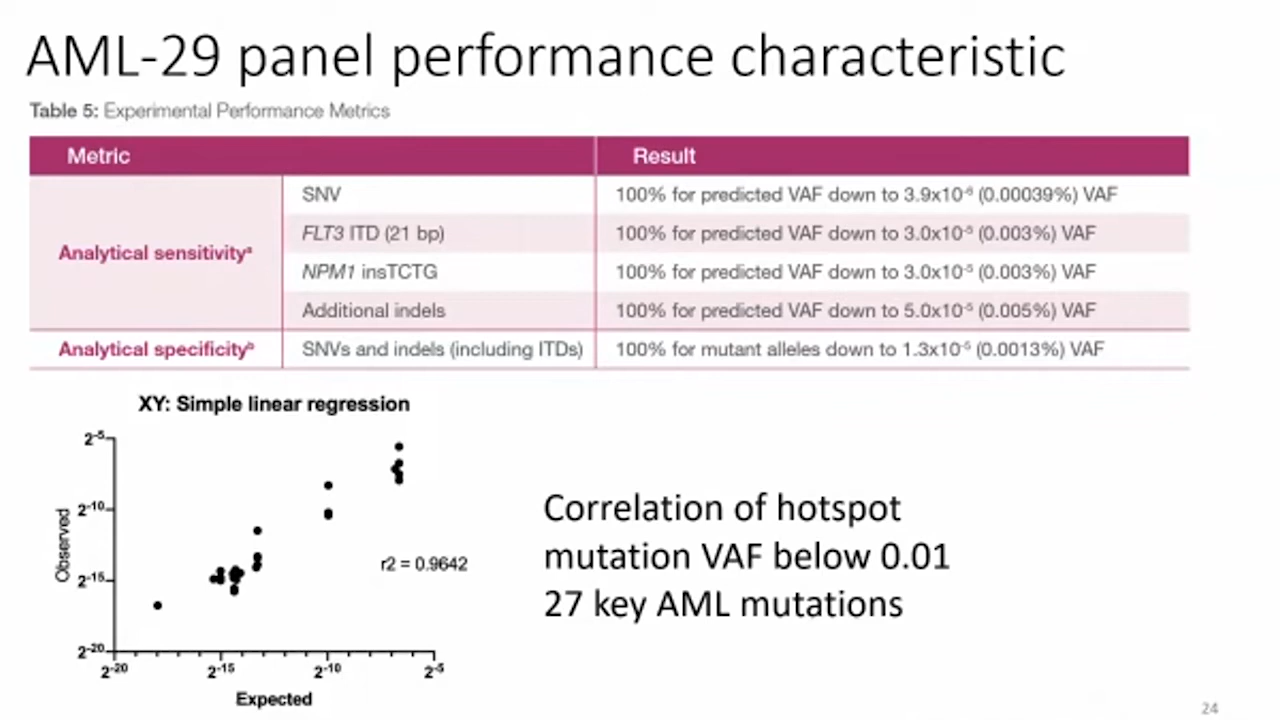 AML-29 panel performance characteristic
Table 5: Experimental Performance Metrics
Metric Result
Analytical sensitivityᵃ
SNV 100% for predicted VAF down to 3.9x10⁻⁶ (0.00039%) VAF
FLT3 ITD (21 bp) 100% for predicted VAF down to 3.0x10⁻⁵ (0.003%) VAF
NPM1 insTCTG 100% for predicted VAF down to 3.0x10⁻⁵ (0.003%) VAF
Additional indels 100% for predicted VAF down to 5.0x10⁻⁵ (0.005%) VAF
Analytical specificityᵇ SNVs and indels (including ITDs) 100% for mutant alleles down to 1.3x10⁻⁵ (0.0013%) VAF
XY: Simple linear regression
2⁻⁵
2⁻¹⁰
2⁻¹⁵
2⁻²⁰
Observed
r2 = 0.9642
2⁻²⁰ 2⁻¹⁵ 2⁻¹⁰ 2⁻⁵
Expected
Correlation of hotspot
mutation VAF below 0.01
27 key AML mutations
24